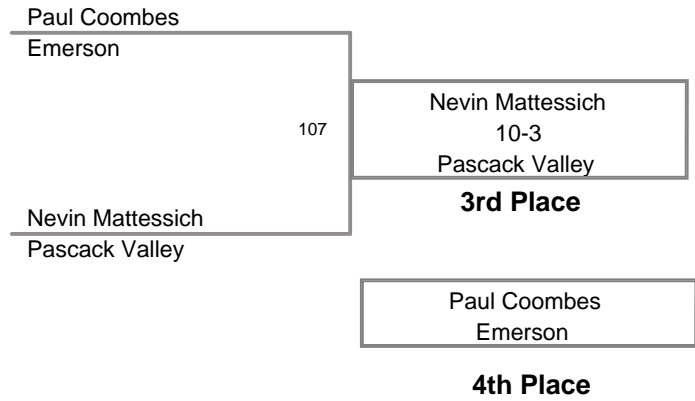 Paul Coombes
Emerson
107
Nevin Mattessich
10-3
Pascack Valley
3rd Place
Nevin Mattessich
Pascack Valley
Paul Coombes
Emerson
4th Place